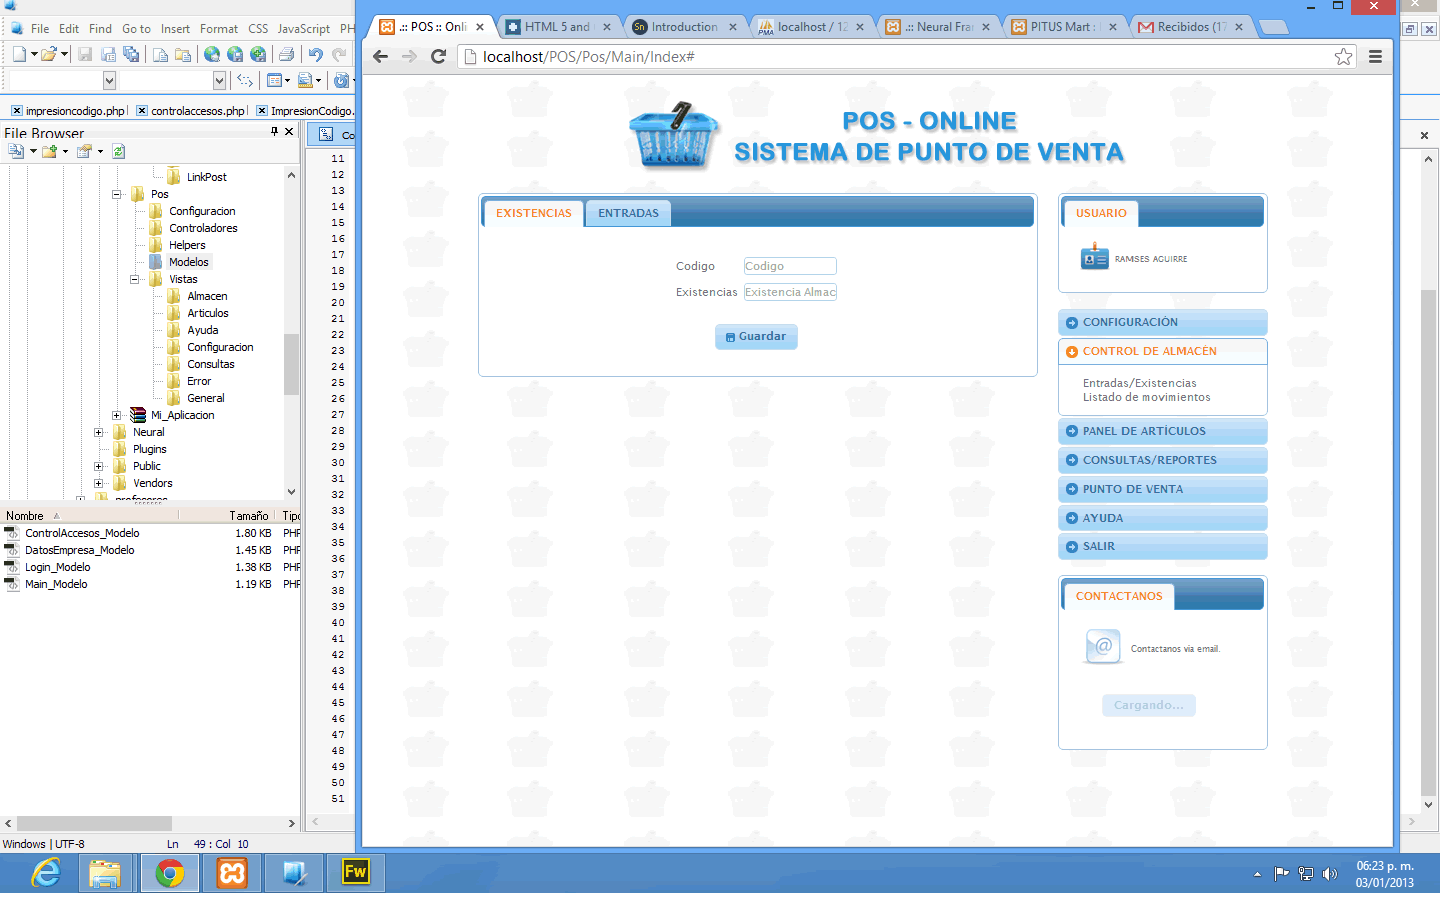 File Edit Find Go to Insert Format CSS JavaScript PH
impresioncodigo.php controlaccesos.php ImpresionCodigo.
File Browser
LinkPost
Pos
Configuracion
Controladores
Helpers
Modelos
Vistas
Almacen
Articulos
Ayuda
Configuracion
Consultas
Error
General
Mi_Aplicacion
Neural
Plugins
Public
Vendors
profesores
Nombre Tamaño Tipo
ControlAccesos_Modelo 1.80 KB PHP
DatosEmpresa_Modelo 1.45 KB PHP
Login_Modelo 1.38 KB PHP
Main_Modelo 1.19 KB PHP
Windows UTF-8 Ln 49 : Col 10
Co
11
12
13
14
15
16
17
18
19
20
21
22
23
24
25
26
27
28
29
30
31
32
33
34
35
36
37
38
39
40
41
42
43
44
45
46
47
48
49
50
51
.:: POS :: Onli HTML 5 and Sn Introduction PMA localhost / 12 .:: Neural Fra PITUS Mart : Recibidos (17
localhost/POS/Pos/Main/Index#
POS - ONLINE
SISTEMA DE PUNTO DE VENTA
EXISTENCIAS ENTRADAS
Codigo Codigo
Existencias Existencia Almac
Guardar
USUARIO
RAMSES AGUIRRE
CONFIGURACIÓN
CONTROL DE ALMACÉN
Entradas/Existencias
Listado de movimientos
PANEL DE ARTÍCULOS
CONSULTAS/REPORTES
PUNTO DE VENTA
AYUDA
SALIR
CONTACTANOS
@ Contactanos via email.
Cargando...
Fw
06:23 p. m.
03/01/2013